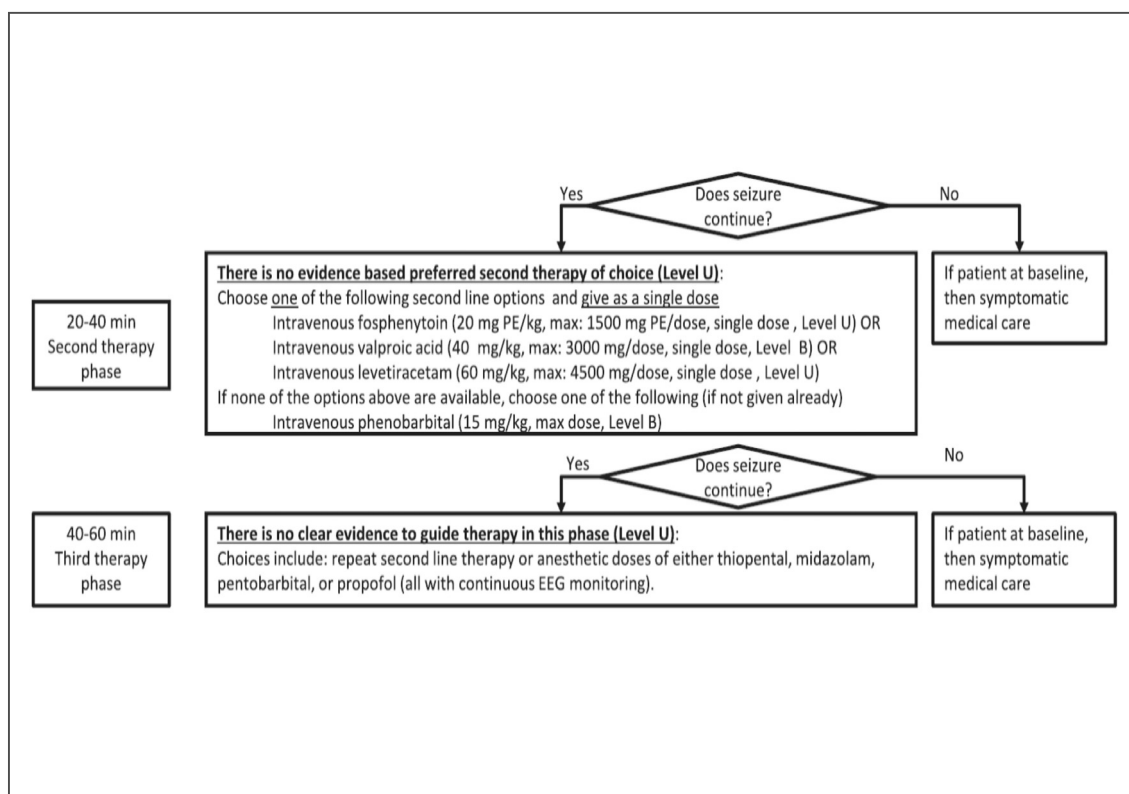 Yes
Does seizure
continue?
No
20-40 min
Second therapy
phase
There is no evidence based preferred second therapy of choice (Level U):
Choose one of the following second line options and give as a single dose
Intravenous fosphenytoin (20 mg PE/kg, max: 1500 mg PE/dose, single dose , Level U) OR
Intravenous valproic acid (40 mg/kg, max: 3000 mg/dose, single dose, Level B) OR
Intravenous levetiracetam (60 mg/kg, max: 4500 mg/dose, single dose , Level U)
If none of the options above are available, choose one of the following (if not given already)
Intravenous phenobarbital (15 mg/kg, max dose, Level B)
If patient at baseline,
then symptomatic
medical care
Yes
Does seizure
continue?
No
40-60 min
Third therapy
phase
There is no clear evidence to guide therapy in this phase (Level U):
Choices include: repeat second line therapy or anesthetic doses of either thiopental, midazolam,
pentobarbital, or propofol (all with continuous EEG monitoring).
If patient at baseline,
then symptomatic
medical care